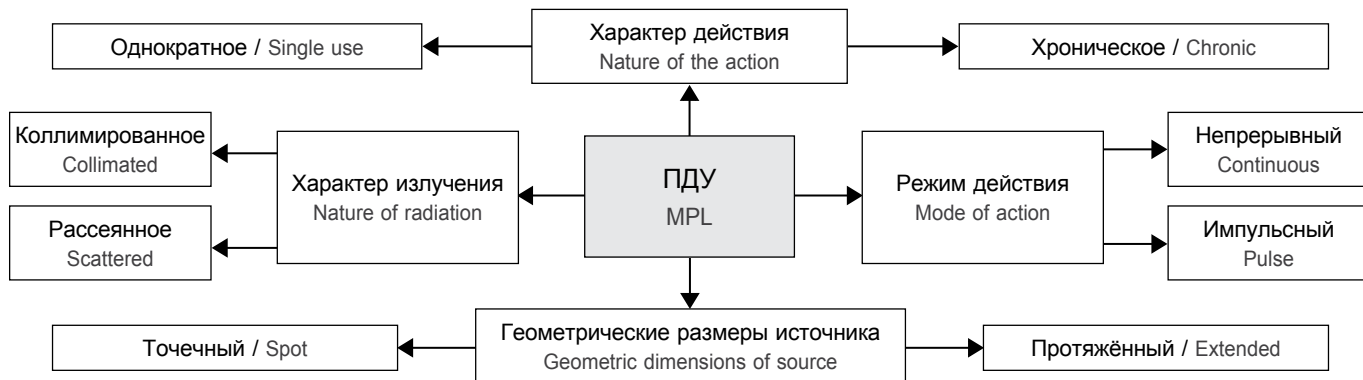 Характер действия
Nature of the action
Однократное / Single use
Хроническое / Chronic
Коллимированное
Collimated
Рассеянное
Scattered
Характер излучения
Nature of radiation
ПДУ
MPL
Режим действия
Mode of action
Непрерывный
Continuous
Импульсный
Pulse
Геометрические размеры источника
Geometric dimensions of source
Точечный / Spot
Протяжённый / Extended